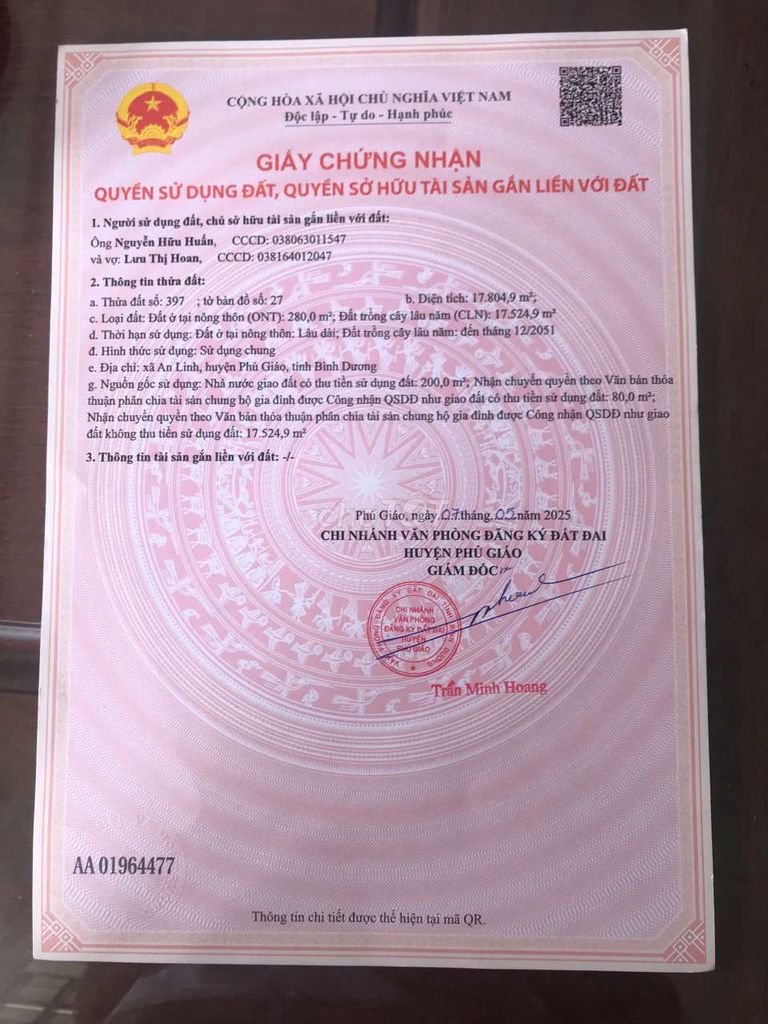 CỘNG HÒA XÃ HỘI CHỦ NGHĨA VIỆT NAM
Độc lập - Tự do - Hạnh phúc
GIẤY CHỨNG NHẬN
QUYỀN SỬ DỤNG ĐẤT, QUYỀN SỞ HỮU TÀI SẢN GẮN LIỀN VỚI ĐẤT
1. Người sử dụng đất, chủ sở hữu tài sản gắn liền với đất:
Ông Nguyễn Hữu Huấn, CCCD: 038063011547
và vợ: Lưu Thị Hoan, CCCD: 038164012047
2. Thông tin thửa đất:
a. Thửa đất số: 397 ; tờ bản đồ số: 27 b. Diện tích: 17.804,9 m²;
c. Loại đất: Đất ở tại nông thôn (ONT): 280,0 m²; Đất trồng cây lâu năm (CLN): 17.524,9 m²
d. Thời hạn sử dụng: Đất ở tại nông thôn: Lâu dài; Đất trồng cây lâu năm: đến tháng 12/2051
đ. Hình thức sử dụng: Sử dụng chung
e. Địa chỉ: xã An Linh, huyện Phú Giáo, tỉnh Bình Dương
g. Nguồn gốc sử dụng: Nhà nước giao đất có thu tiền sử dụng đất: 200,0 m²; Nhận chuyển quyền theo Văn bản thỏa
thuận phân chia tài sản chung hộ gia đình được Công nhận QSDĐ như giao đất có thu tiền sử dụng đất: 80,0 m²;
Nhận chuyển quyền theo Văn bản thỏa thuận phân chia tài sản chung hộ gia đình được Công nhận QSDĐ như giao
đất không thu tiền sử dụng đất: 17.524,9 m²
3. Thông tin tài sản gắn liền với đất: -/-
Phú Giáo, ngày 07 tháng 05 năm 2025
CHI NHÁNH VĂN PHÒNG ĐĂNG KÝ ĐẤT ĐAI
HUYỆN PHÚ GIÁO
GIÁM ĐỐC
VĂN PHÒNG ĐĂNG KÝ ĐẤT ĐAI TỈNH BÌNH DƯƠNG
CHI NHÁNH
VĂN PHÒNG
ĐĂNG KÝ ĐẤT ĐAI
HUYỆN
PHÚ GIÁO
Trần Minh Hoang
AA 01964477
Thông tin chi tiết được thể hiện tại mã QR.